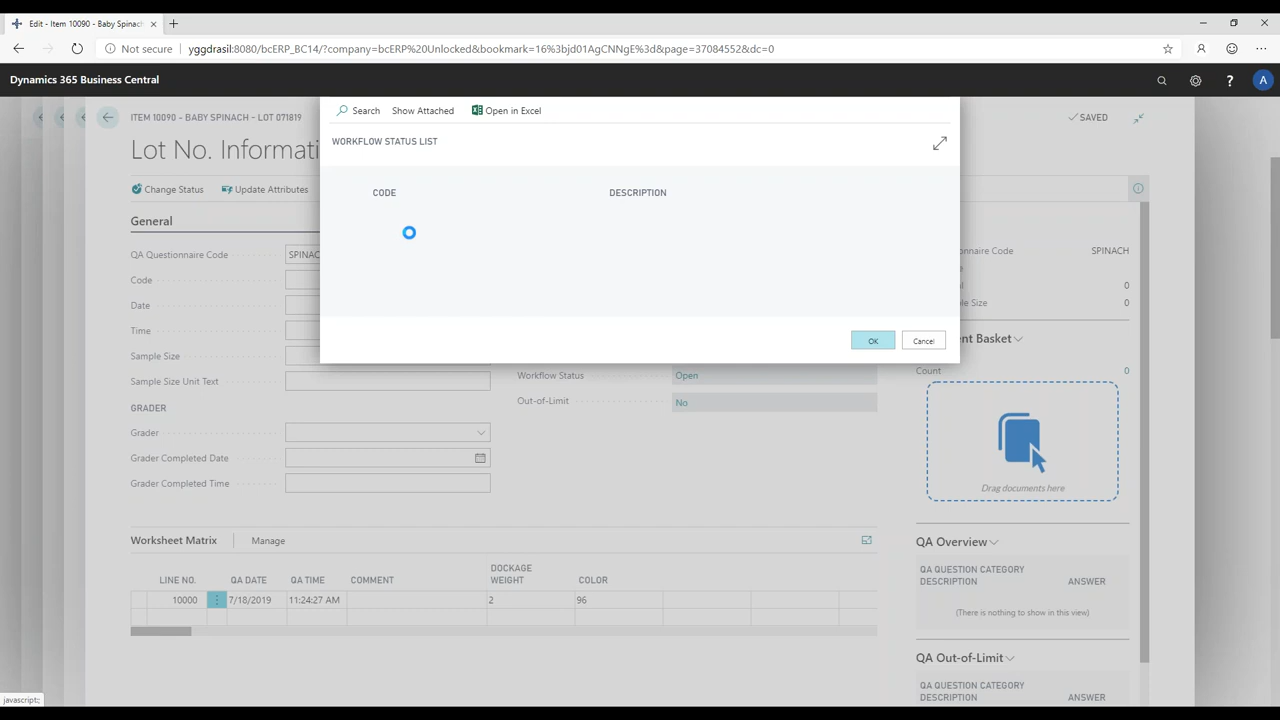 Edit - Item 10090 - Baby Spinach
Not secure
yggdrasil:8080/bcERP_BC14/?company=bcERP%20Unlocked&bookmark=16%3bjd01AgCNNgE%3d&page=37084552&dc=0
Dynamics 365 Business Central
A
ITEM 10090 - BABY SPINACH - LOT 071819
SAVED
Lot No. Informati
Change Status
Update Attributes
Search
Show Attached
Open in Excel
WORKFLOW STATUS LIST
CODE
DESCRIPTION
OK
Cancel
General
QA Questionnaire Code
SPINAC
Code
Date
Time
Sample Size
Sample Size Unit Text
GRADER
Grader
Grader Completed Date
Grader Completed Time
Workflow Status
Open
Out-of-Limit
No
Worksheet Matrix
Manage
LINE NO.
QA DATE
QA TIME
COMMENT
DOCKAGE WEIGHT
COLOR
10000
7/18/2019
11:24:27 AM
2
96
onnaire Code
SPINACH
0
le Size
0
ent Basket
Count
0
Drag documents here
QA Overview
QA QUESTION CATEGORY
DESCRIPTION
ANSWER
(There is nothing to show in this view)
QA Out-of-Limit
QA QUESTION CATEGORY
DESCRIPTION
ANSWER
javascript:;